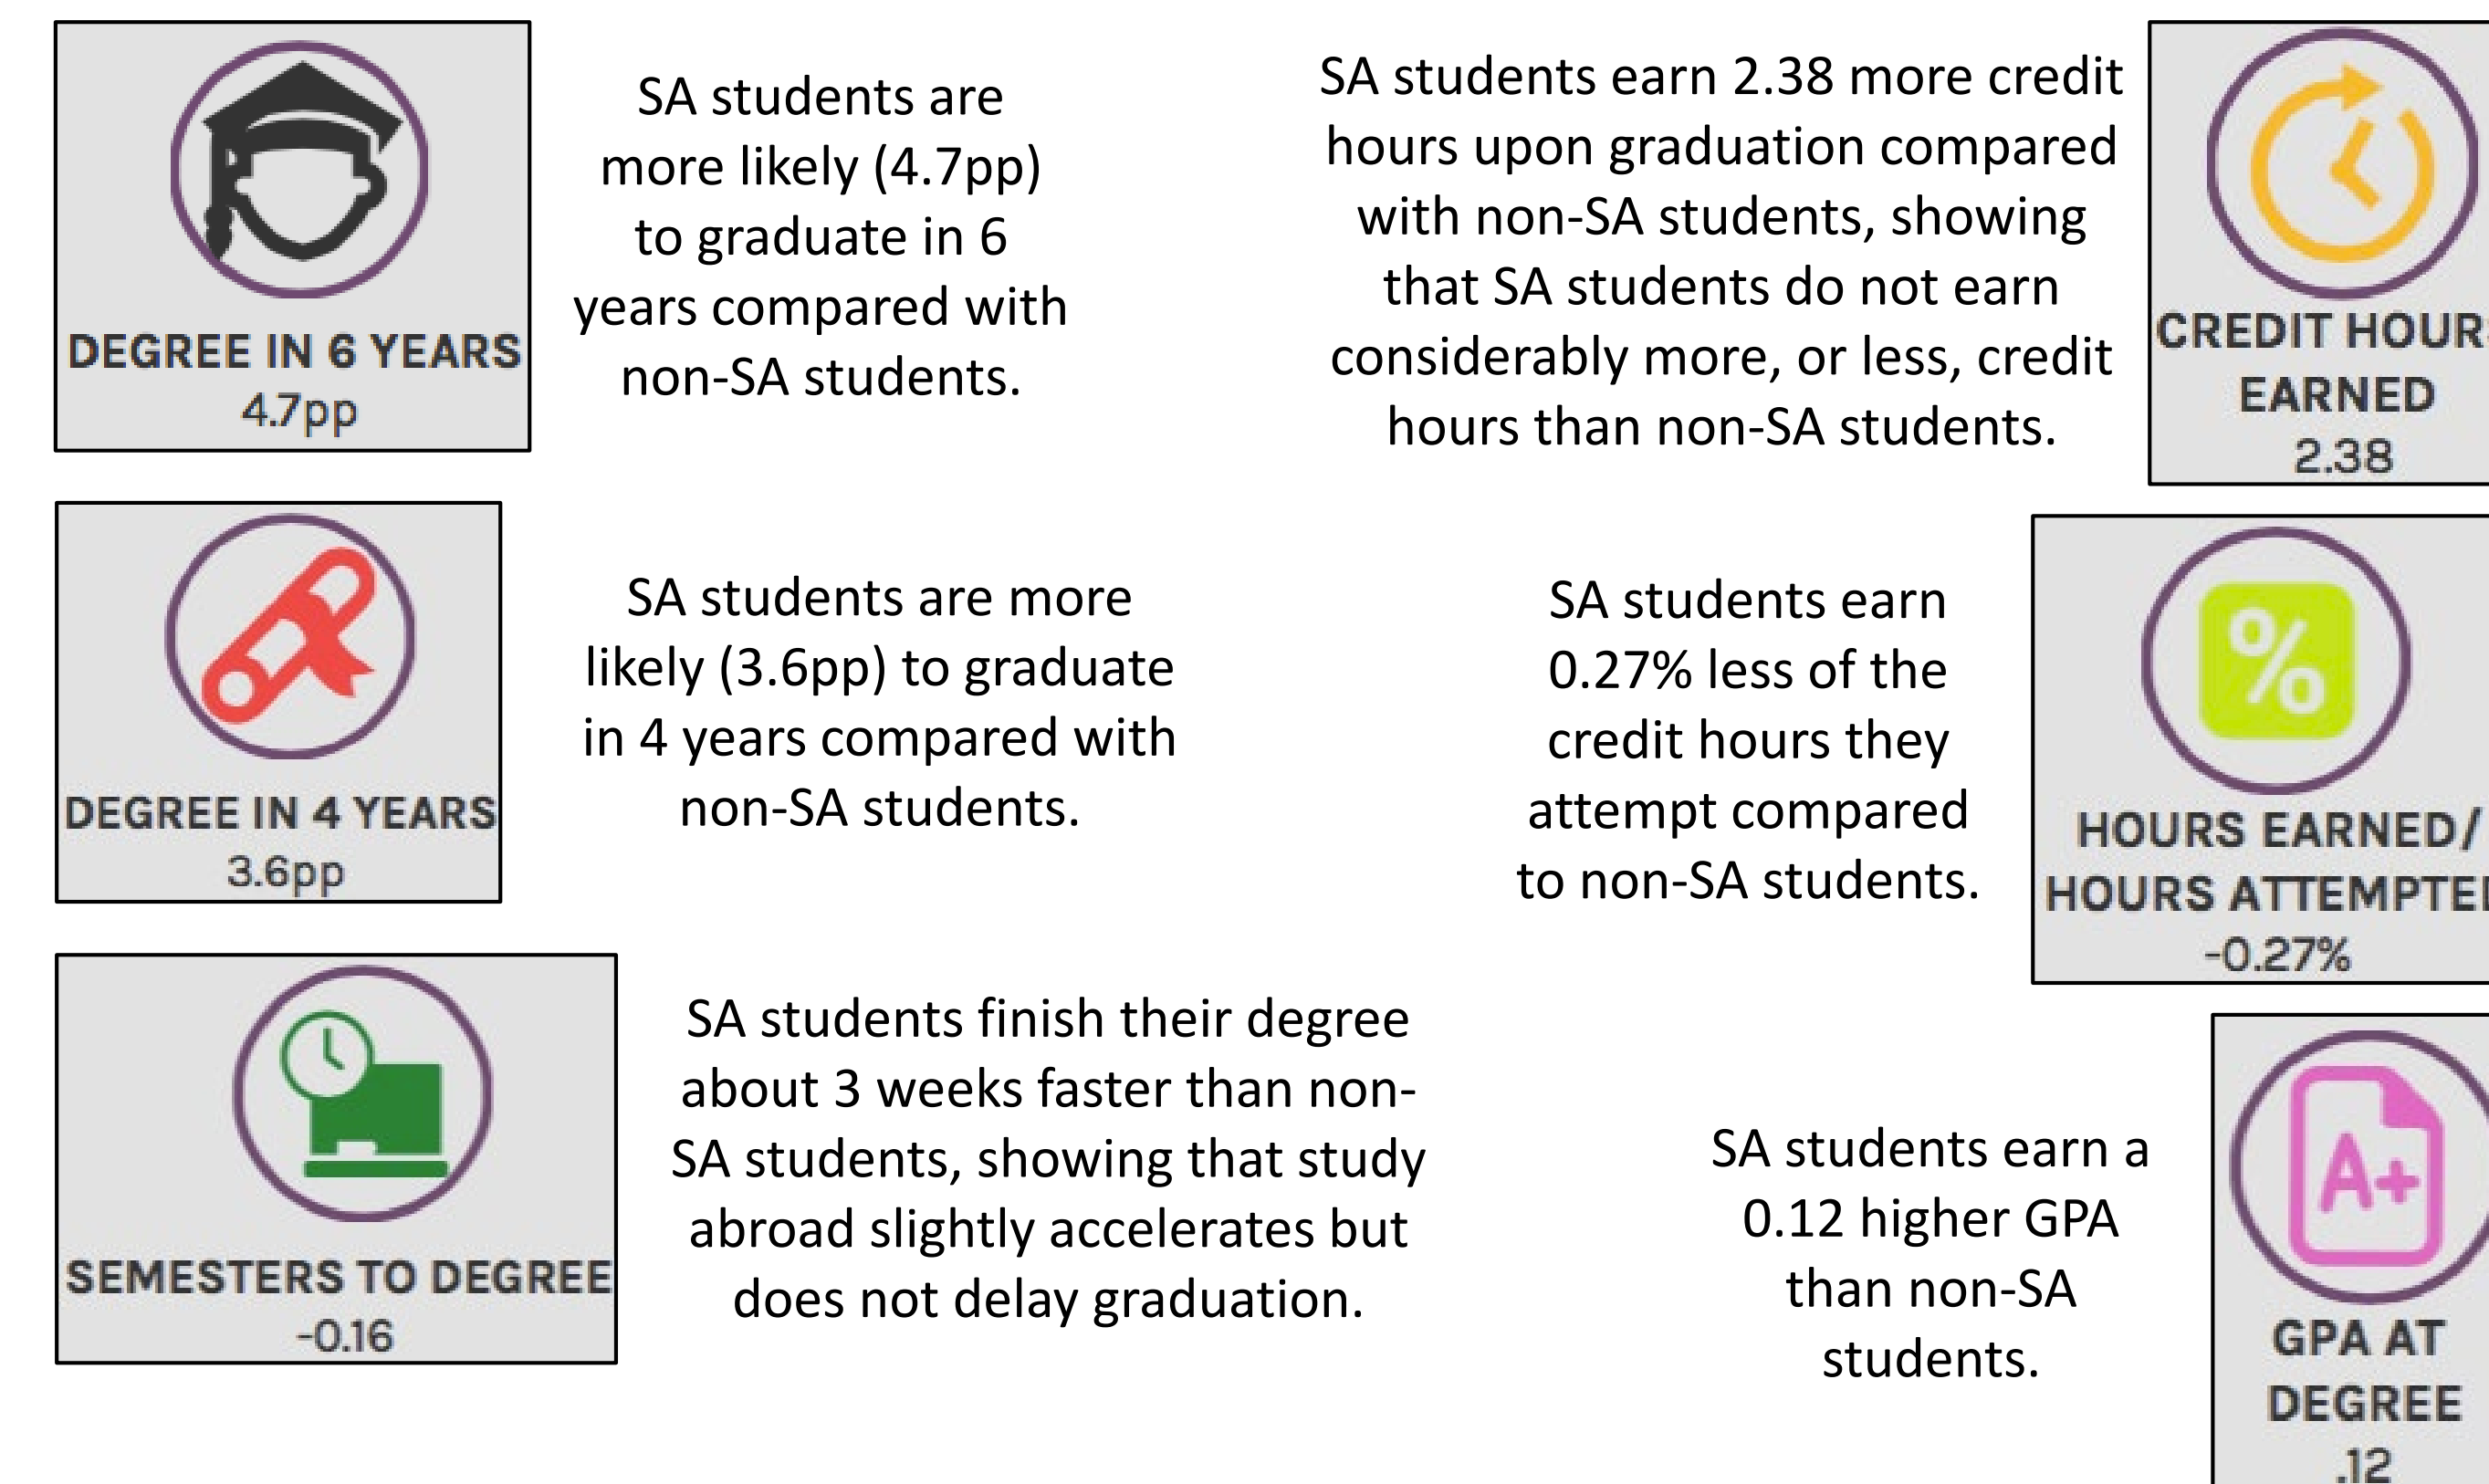 DEGREE IN 6 YEARS
4.7pp
SA students are
more likely (4.7pp)
to graduate in 6
years compared with
non-SA students.
SA students earn 2.38 more credit
hours upon graduation compared
with non-SA students, showing
that SA students do not earn
considerably more, or less, credit
hours than non-SA students.
CREDIT HOURS
EARNED
2.38
DEGREE IN 4 YEARS
3.6pp
SA students are more
likely (3.6pp) to graduate
in 4 years compared with
non-SA students.
SA students earn
0.27% less of the
credit hours they
attempt compared
to non-SA students.
%
HOURS EARNED/
HOURS ATTEMPTED
-0.27%
SEMESTERS TO DEGREE
-0.16
SA students finish their degree
about 3 weeks faster than non-
SA students, showing that study
abroad slightly accelerates but
does not delay graduation.
SA students earn a
0.12 higher GPA
than non-SA
students.
A+
GPA AT
DEGREE
.12